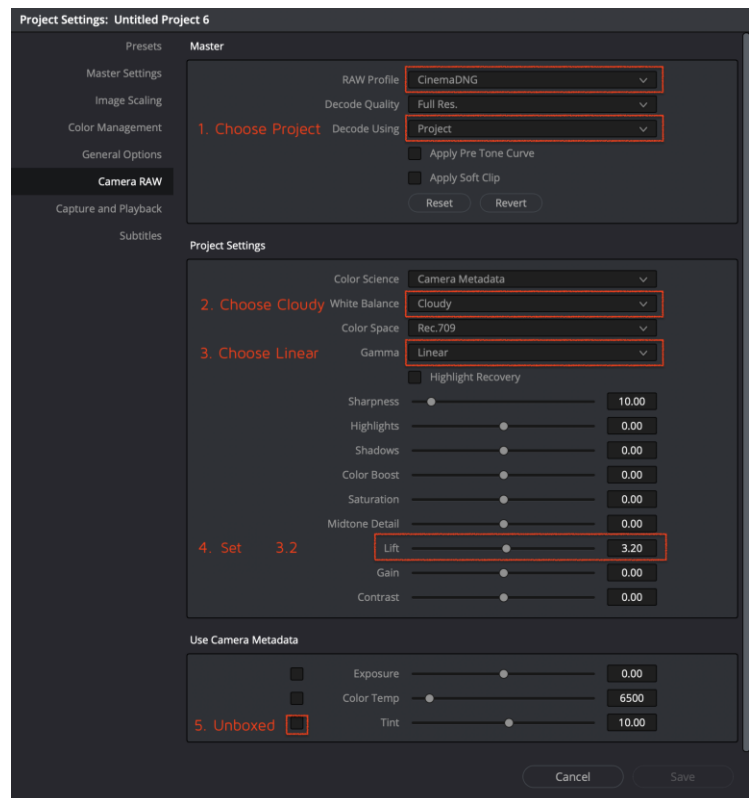 Project Settings: Untitled Project 6
Presets
Master Settings
Image Scaling
Color Management
General Options
Camera RAW
Capture and Playback
Subtitles
Master
RAW Profile CinemaDNG
Decode Quality Full Res.
1. Choose Project Decode Using Project
Apply Pre Tone Curve
Apply Soft Clip
Reset Revert
Project Settings
Color Science Camera Metadata
2. Choose Cloudy White Balance Cloudy
Color Space Rec.709
3. Choose Linear Gamma Linear
Highlight Recovery
Sharpness 10.00
Highlights 0.00
Shadows 0.00
Color Boost 0.00
Saturation 0.00
Midtone Detail 0.00
4. Set 3.2 Lift 3.20
Gain 0.00
Contrast 0.00
Use Camera Metadata
Exposure 0.00
Color Temp 6500
5. Unboxed Tint 10.00
Cancel Save